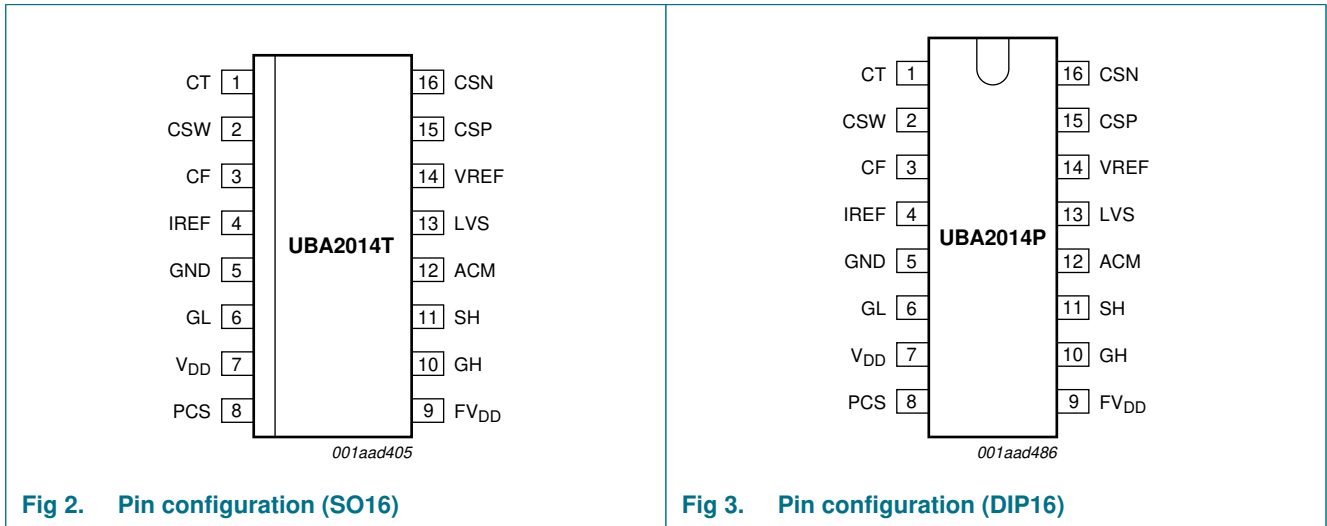 CT 1 16 CSN
CSW 2 15 CSP
CF 3 14 VREF
IREF 4 13 LVS
UBA2014T
GND 5 12 ACM
GL 6 11 SH
VDD 7 10 GH
PCS 8 9 FVDD
001aad405
Fig 2. Pin configuration (SO16)
CT 1 16 CSN
CSW 2 15 CSP
CF 3 14 VREF
IREF 4 13 LVS
UBA2014P
GND 5 12 ACM
GL 6 11 SH
VDD 7 10 GH
PCS 8 9 FVDD
001aad486
Fig 3. Pin configuration (DIP16)